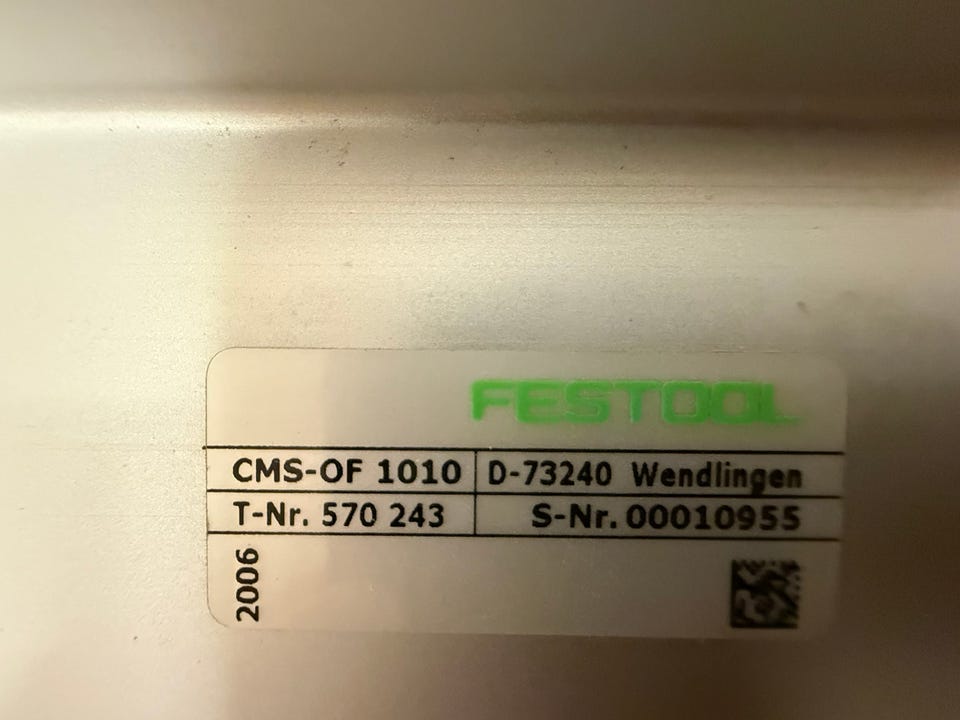 FESTOOL
CMS-OF 1010 D-73240 Wendlingen
T-Nr. 570 243 S-Nr. 00010955
2006